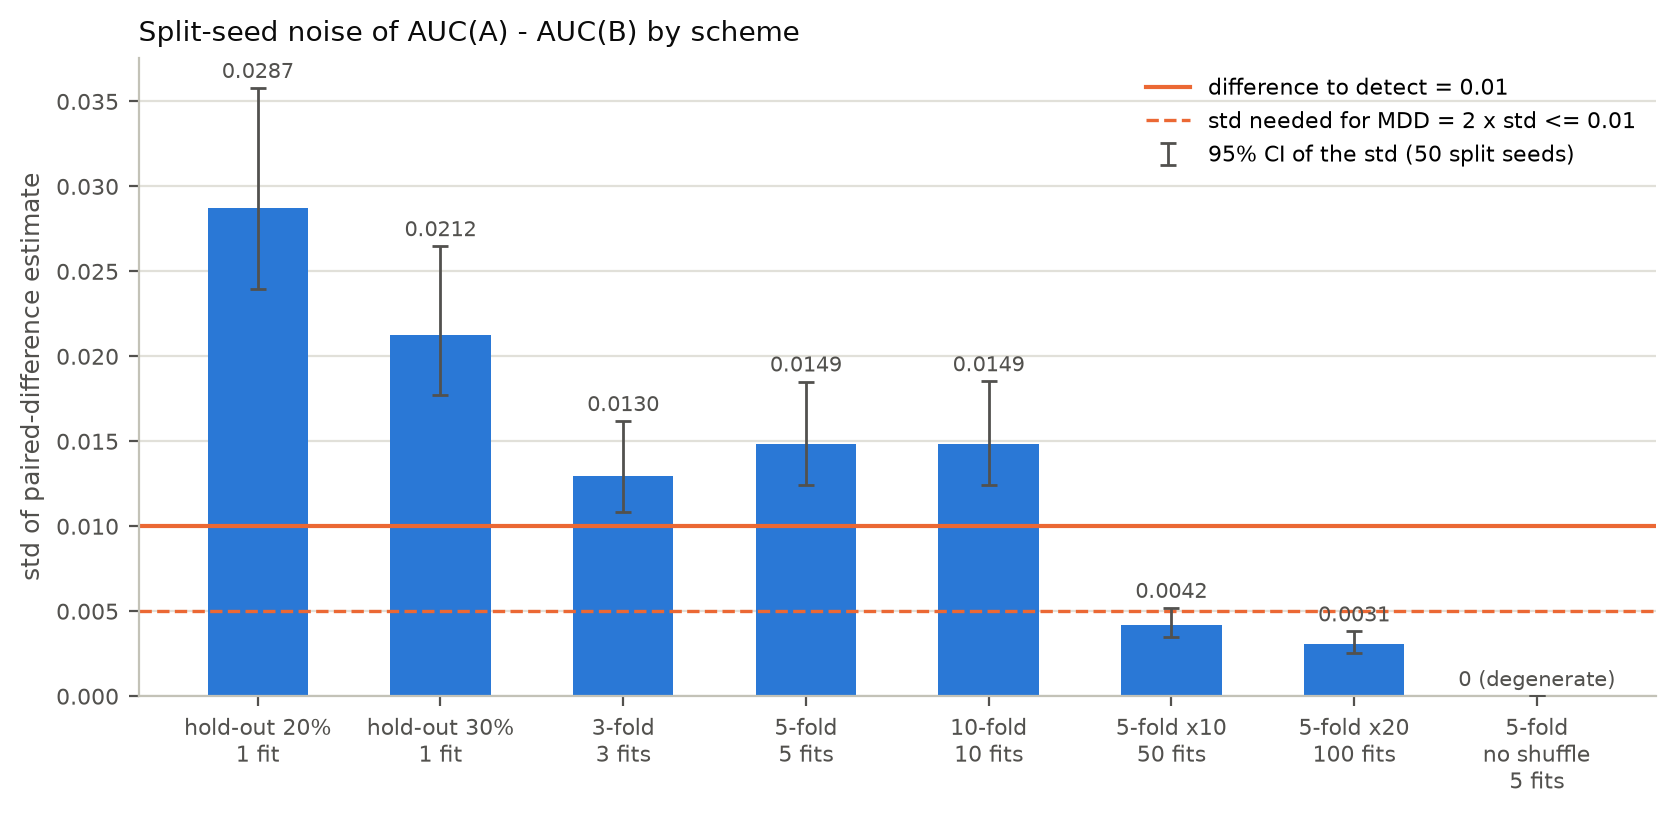 Split-seed noise of AUC(A) - AUC(B) by scheme
difference to detect = 0.01
std needed for MDD = 2 x std <= 0.01
95% CI of the std (50 split seeds)
std of paired-difference estimate
0.035
0.030
0.025
0.020
0.015
0.010
0.005
0.000
0.0287
0.0212
0.0130
0.0149
0.0149
0.0042
0.0031
0 (degenerate)
hold-out 20%
1 fit
hold-out 30%
1 fit
3-fold
3 fits
5-fold
5 fits
10-fold
10 fits
5-fold x10
50 fits
5-fold x20
100 fits
5-fold
no shuffle
5 fits